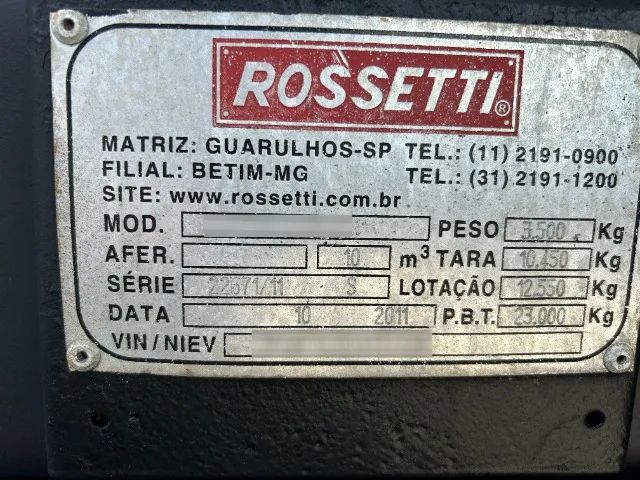 ROSSETTI®
MATRIZ: GUARULHOS-SP TEL.: (11) 2191-0900
FILIAL: BETIM-MG TEL.: (31) 2191-1200
SITE: www.rossetti.com.br
MOD. PESO 3.500 Kg
AFER. 10 m³ TARA 10.450 Kg
SÉRIE 22671/11 S LOTAÇÃO 12.550 Kg
DATA 10 2011 P.B.T. 23.000 Kg
VIN/NIEV